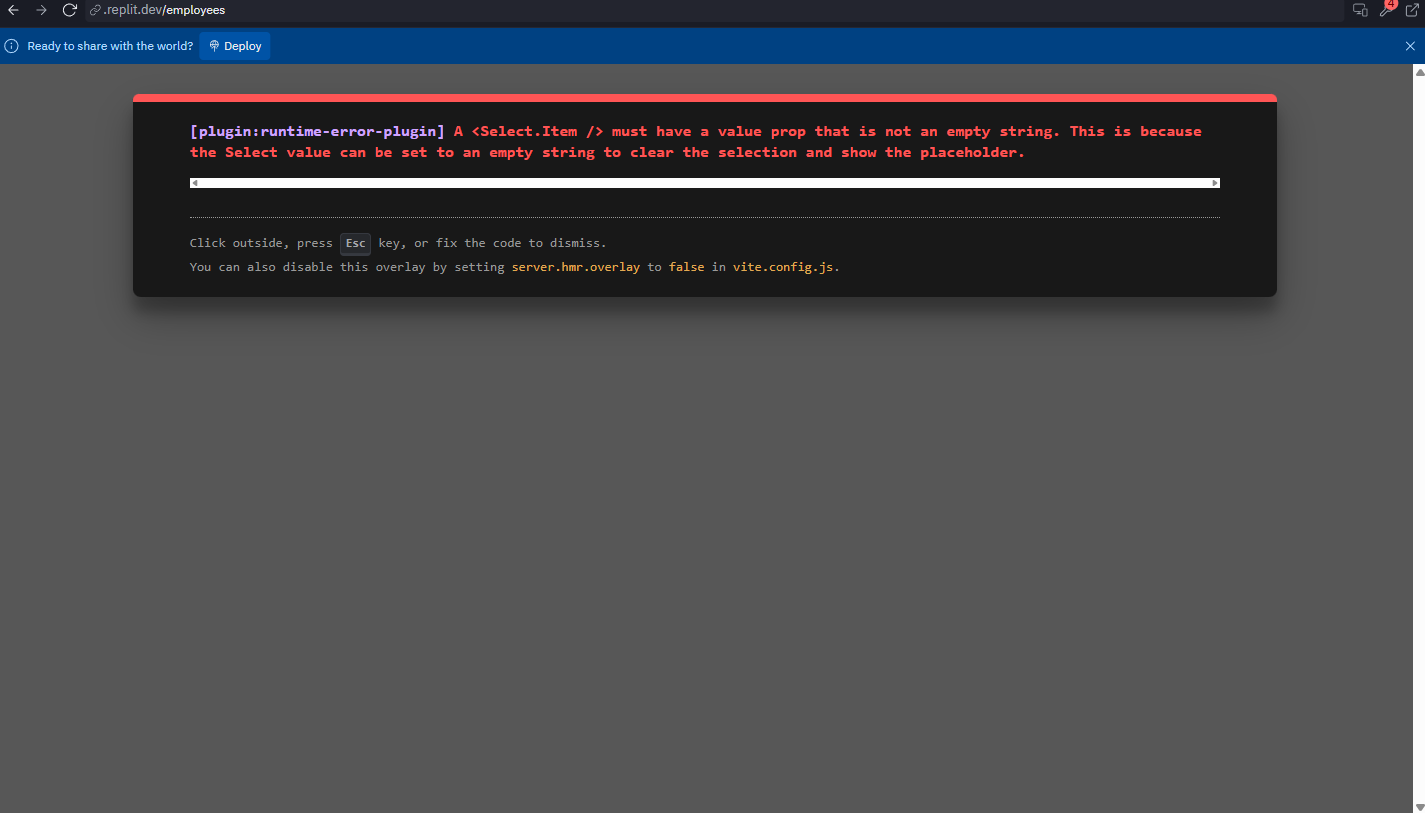 .replit.dev/employees
4
Ready to share with the world? Deploy
[plugin:runtime-error-plugin] A <Select.Item /> must have a value prop that is not an empty string. This is because
the Select value can be set to an empty string to clear the selection and show the placeholder.
Click outside, press Esc key, or fix the code to dismiss.
You can also disable this overlay by setting server.hmr.overlay to false in vite.config.js.